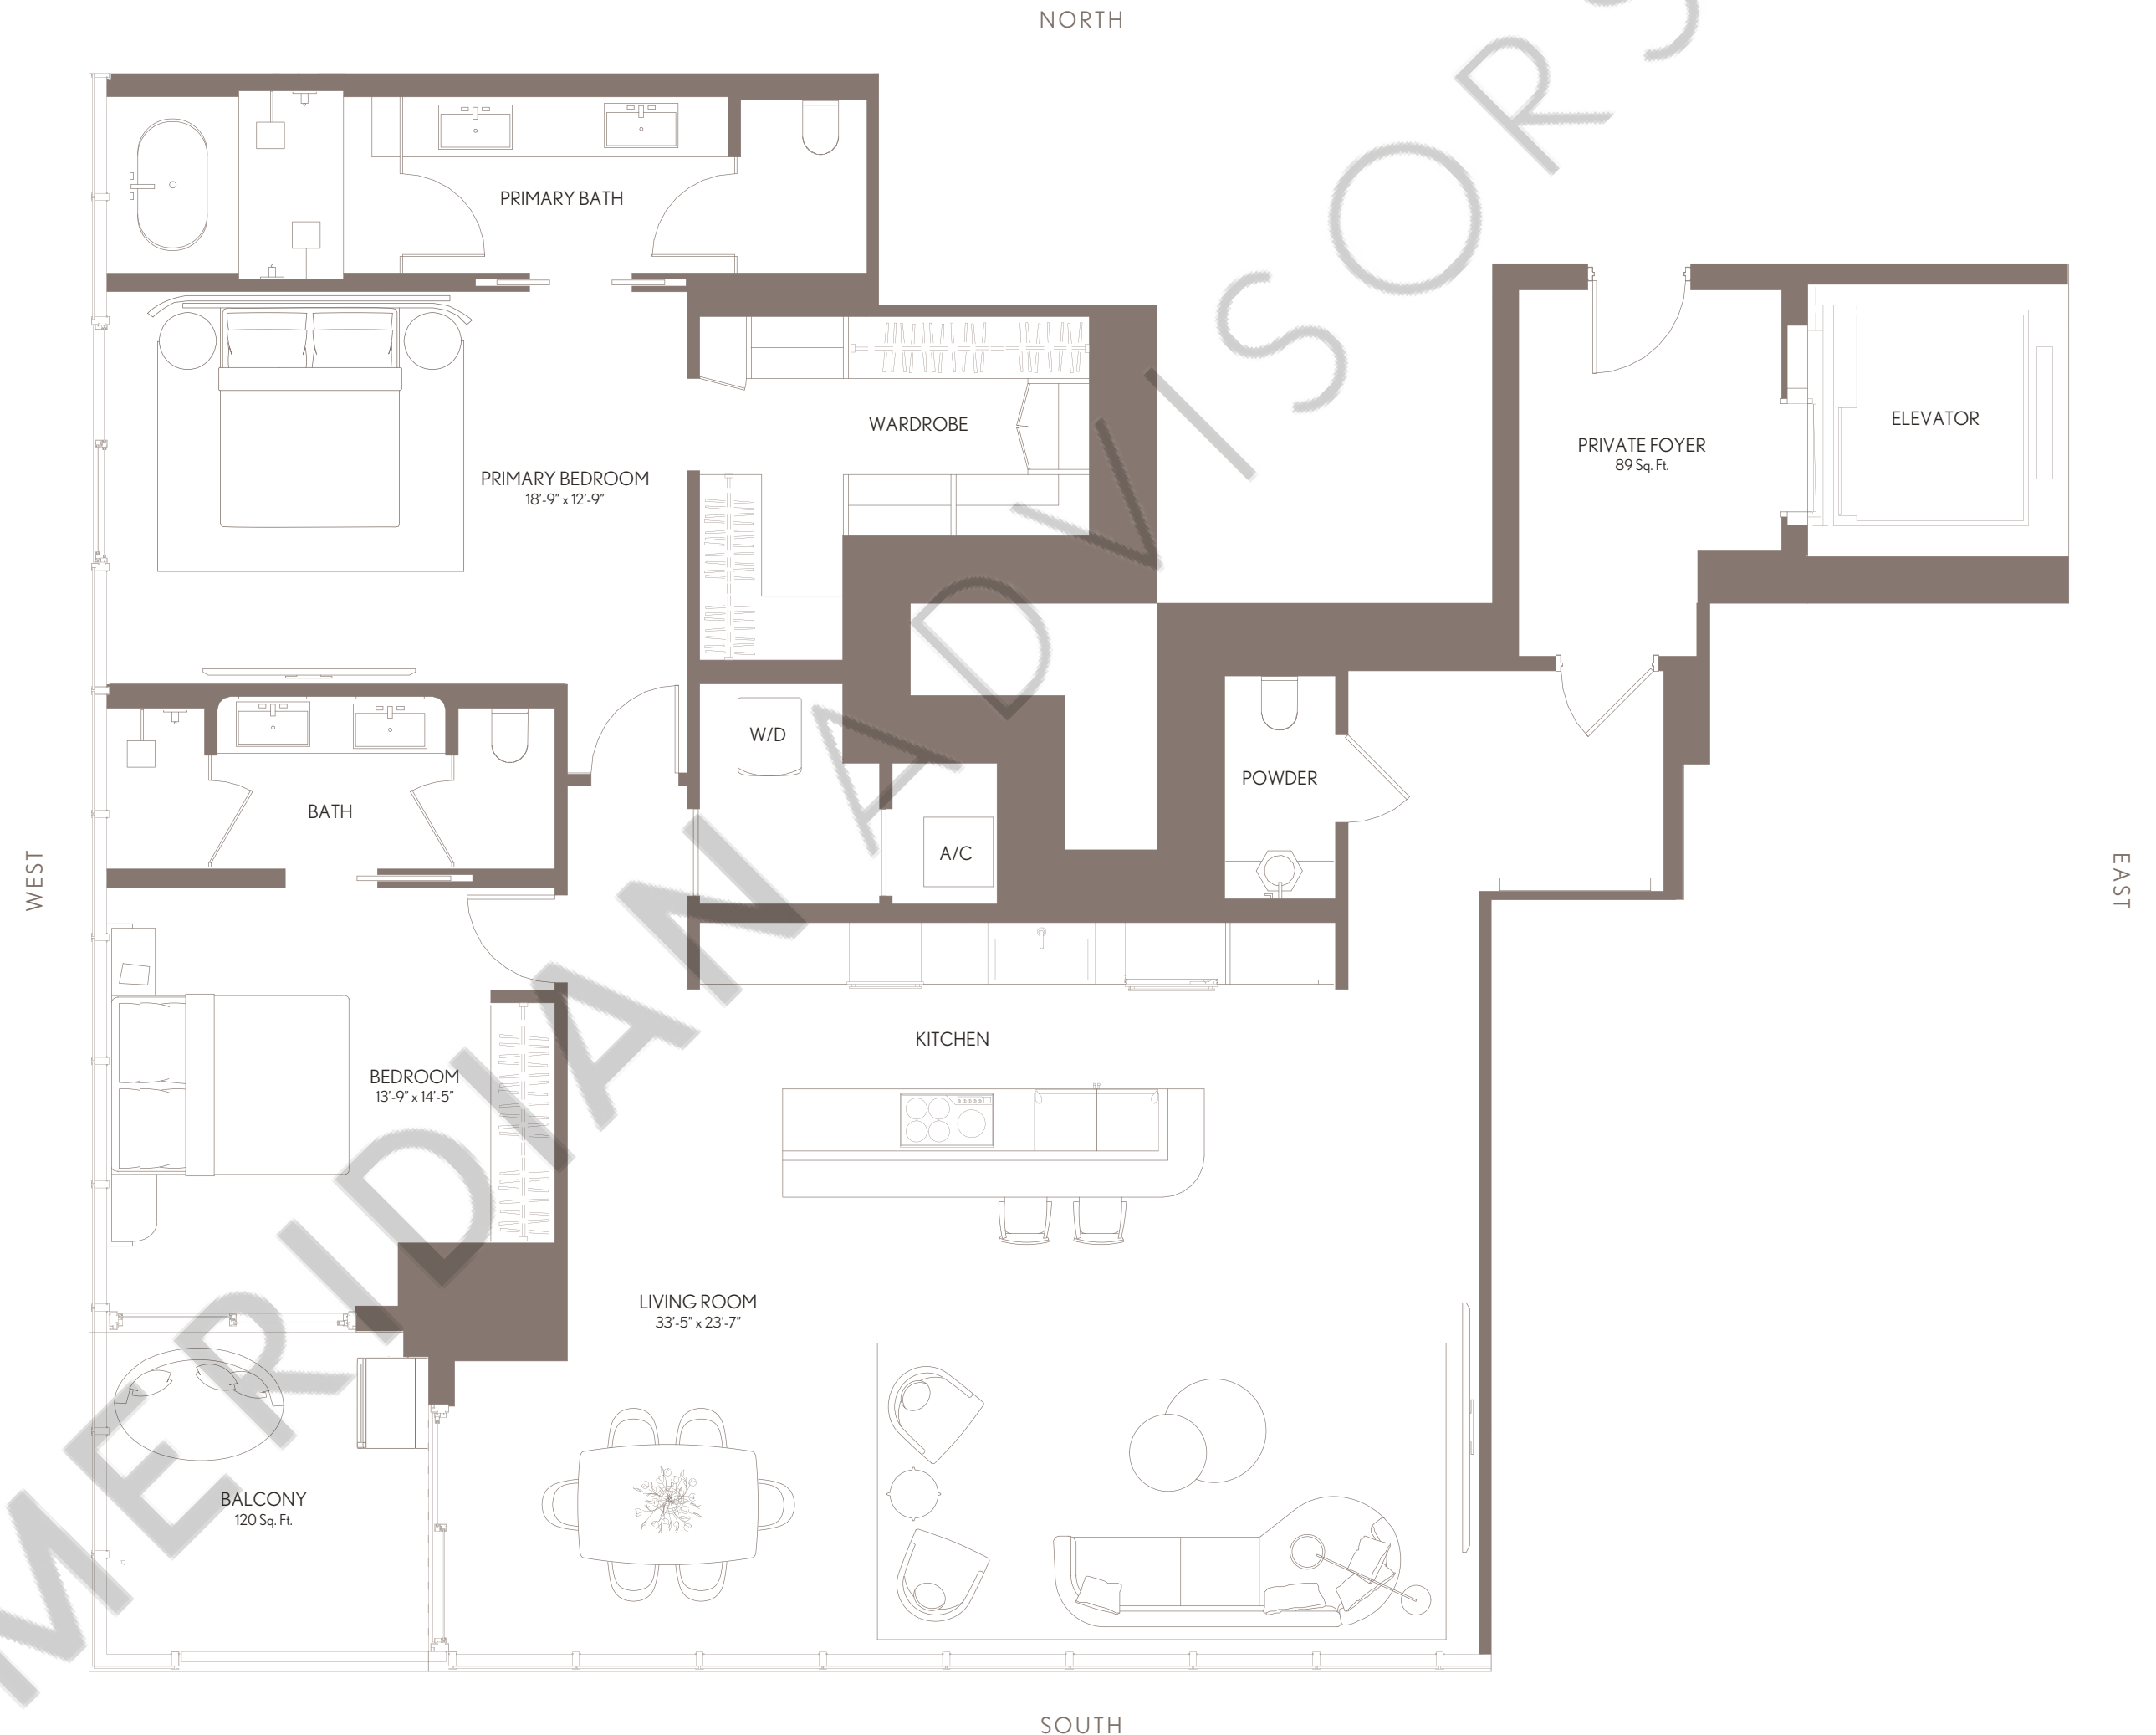 NORTH
PRIMARY BATH
ELEVATOR
WARDROBE
PRIVATE FOYER
89 Sq. Ft.
PRIMARY BEDROOM
18'-9" x 12'-9"
W/D
POWDER
BATH
A/C
WEST
EAST
KITCHEN
BEDROOM
13'-9" x 14'-5"
LIVING ROOM
33'-5" x 23'-7"
BALCONY
120 Sq. Ft.
SOUTH
MERIDIAN ADVISORS